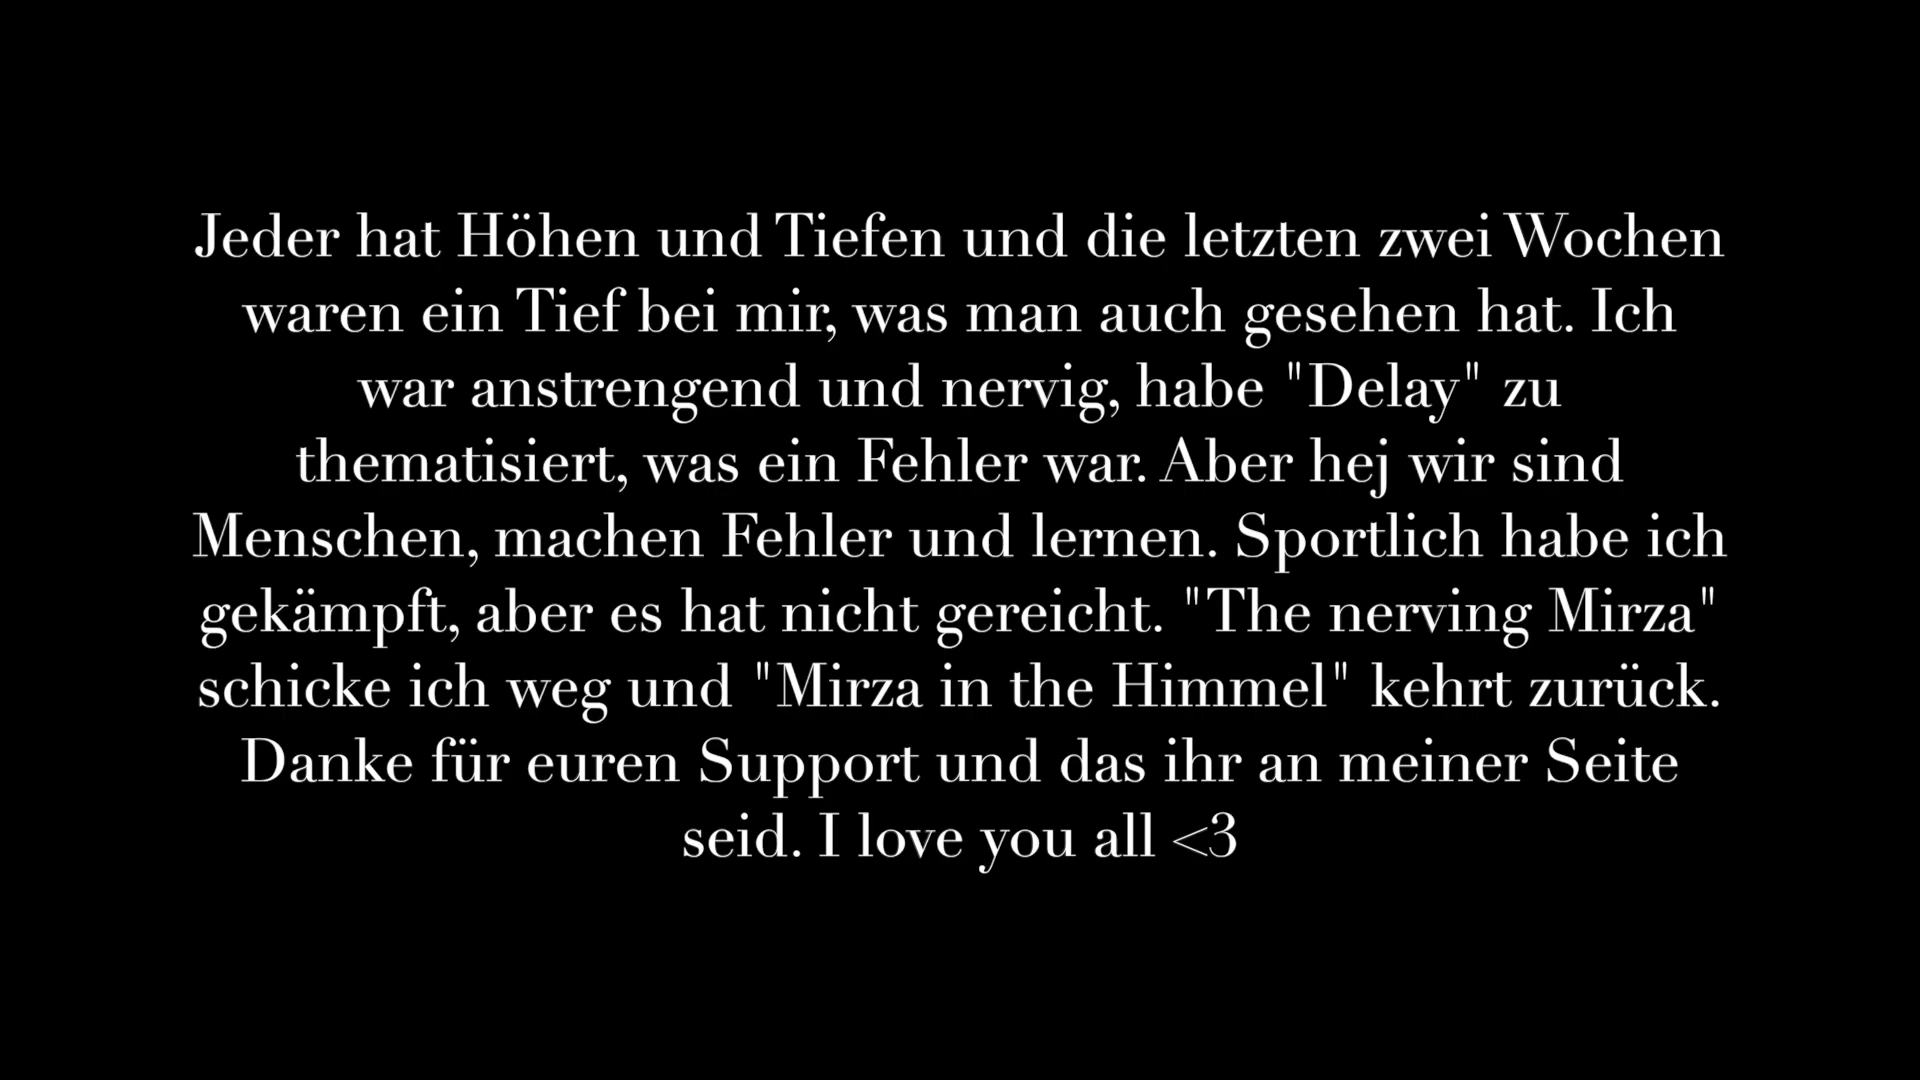 Jeder hat Höhen und Tiefen und die letzten zwei Wochen
waren ein Tief bei mir, was man auch gesehen hat. Ich
war anstrengend und nervig, habe "Delay" zu
thematisiert, was ein Fehler war. Aber hej wir sind
Menschen, machen Fehler und lernen. Sportlich habe ich
gekämpft, aber es hat nicht gereicht. "The nerving Mirza"
schicke ich weg und "Mirza in the Himmel" kehrt zurück.
Danke für euren Support und das ihr an meiner Seite
seid. I love you all <3